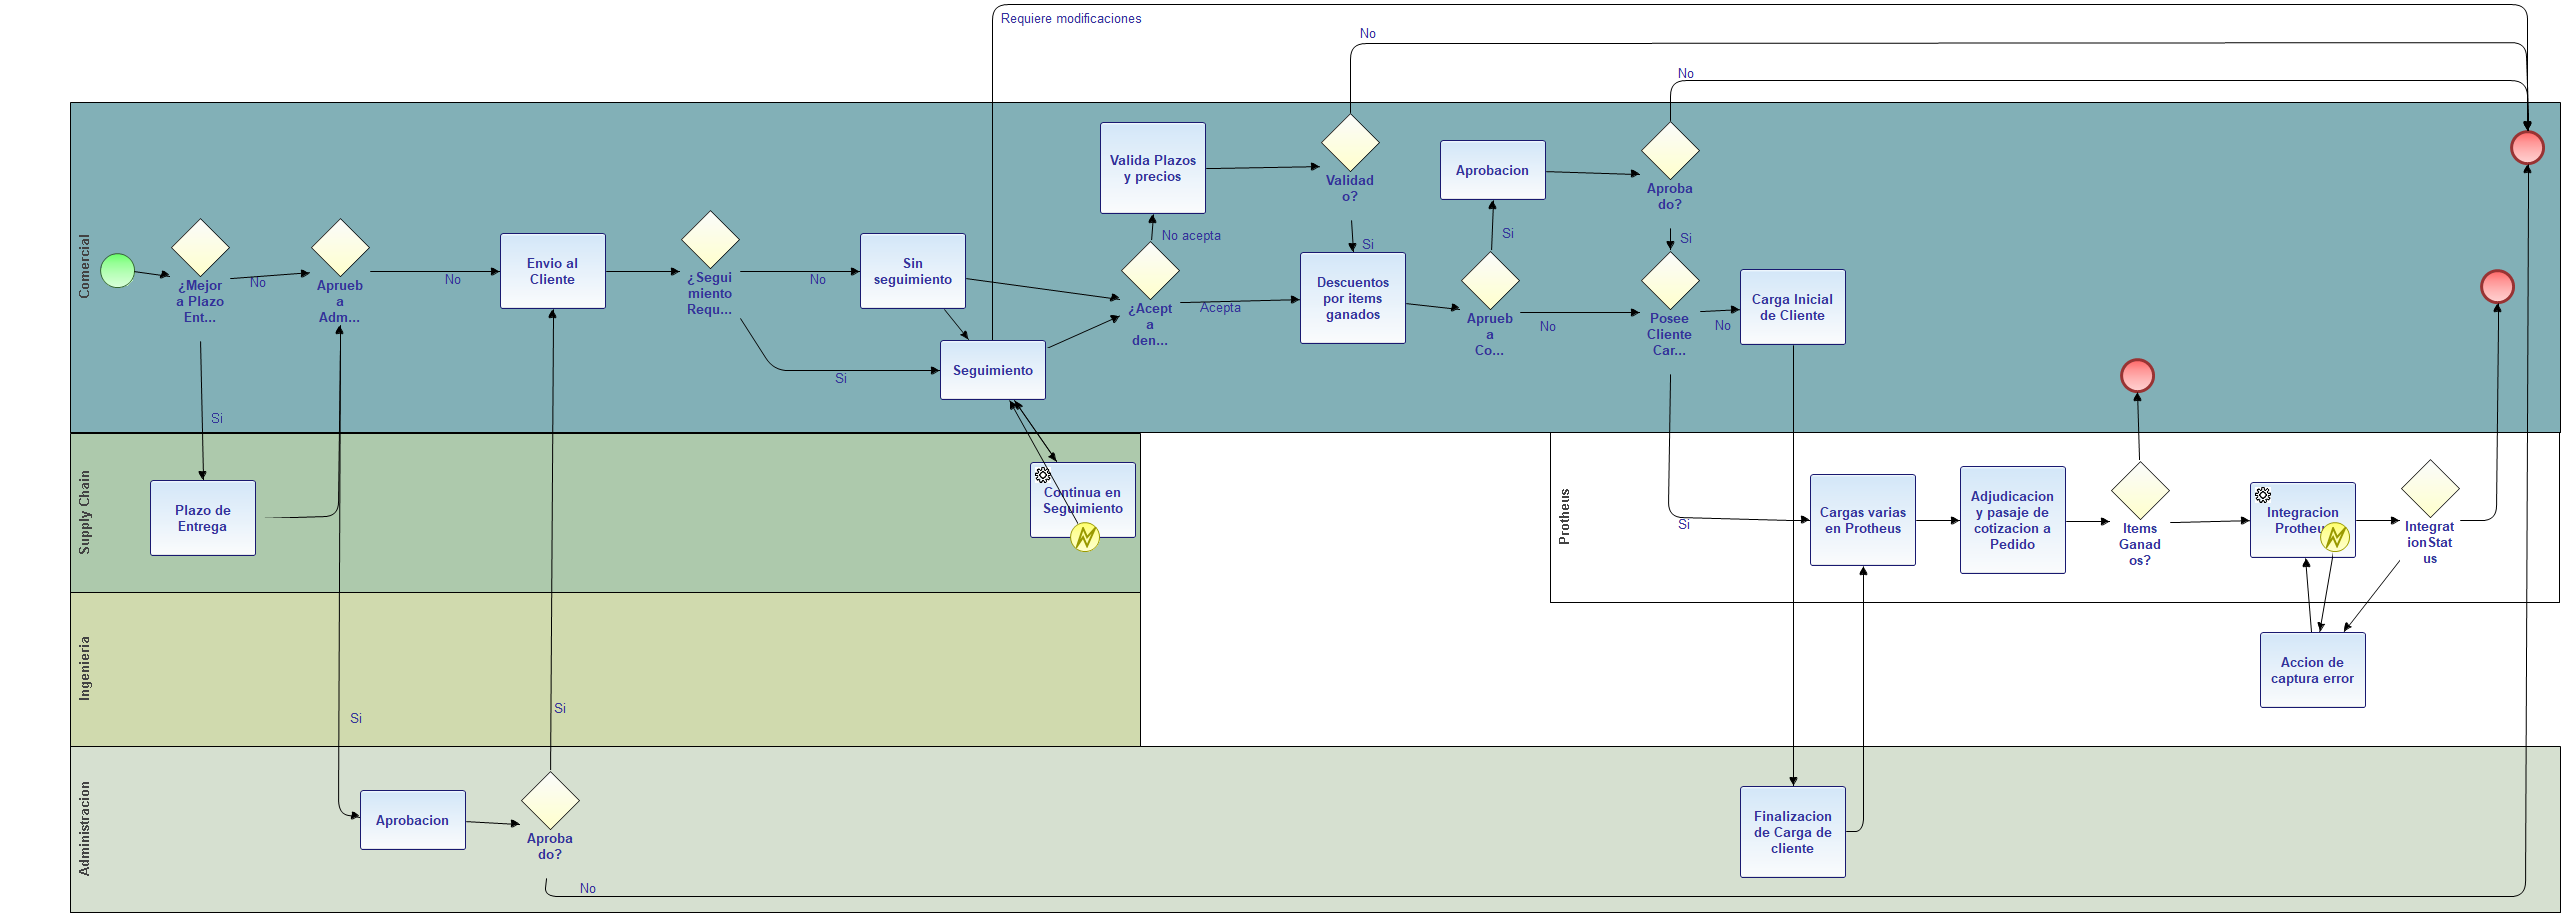 Requiere modificaciones
No
No
Comercial
¿Mejor
a Plazo
Ent...
No
Si
Aprueb
a
Adm...
No
Envio al
Cliente
¿Segui
miento
Requ...
No
Si
Sin
seguimiento
Seguimiento
Valida Plazos
y precios
No acepta
¿Acept
a
den...
Acepta
Validad
o?
Si
Descuentos
por items
ganados
Aprobacion
Si
Aprueb
a
Co...
No
Aproba
do?
Si
Posee
Cliente
Car...
No
Carga Inicial
de Cliente
Supply Chain
Plazo de
Entrega
Continua en
Seguimiento
Protheus
Si
Cargas varias
en Protheus
Adjudicacion
y pasaje de
cotizacion a
Pedido
Items
Ganad
os?
Integracion
Integrat
ionStat
us
Ingenieria
Si
Si
Accion de
captura error
Administracion
Aprobacion
Aproba
do?
No
Finalizacion
de Carga de
cliente